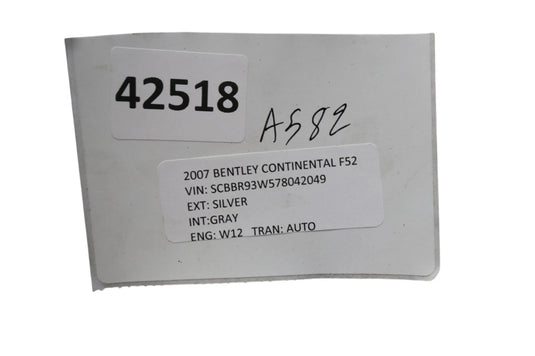 42518
A582
2007 BENTLEY CONTINENTAL F52
VIN: SCBBR93W578042049
EXT: SILVER
INT:GRAY
ENG: W12 TRAN: AUTO